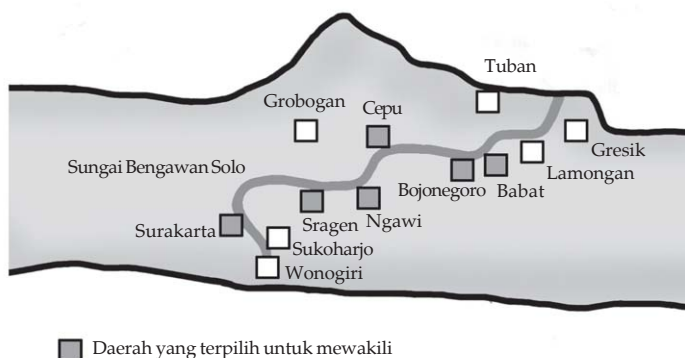 Tuban
Grobogan
Cepu
Gresik
Sungai Bengawan Solo
Lamongan
Bojonegoro
Babat
Sragen
Ngawi
Surakarta
Sukoharjo
Wonogiri
Daerah yang terpilih untuk mewakili